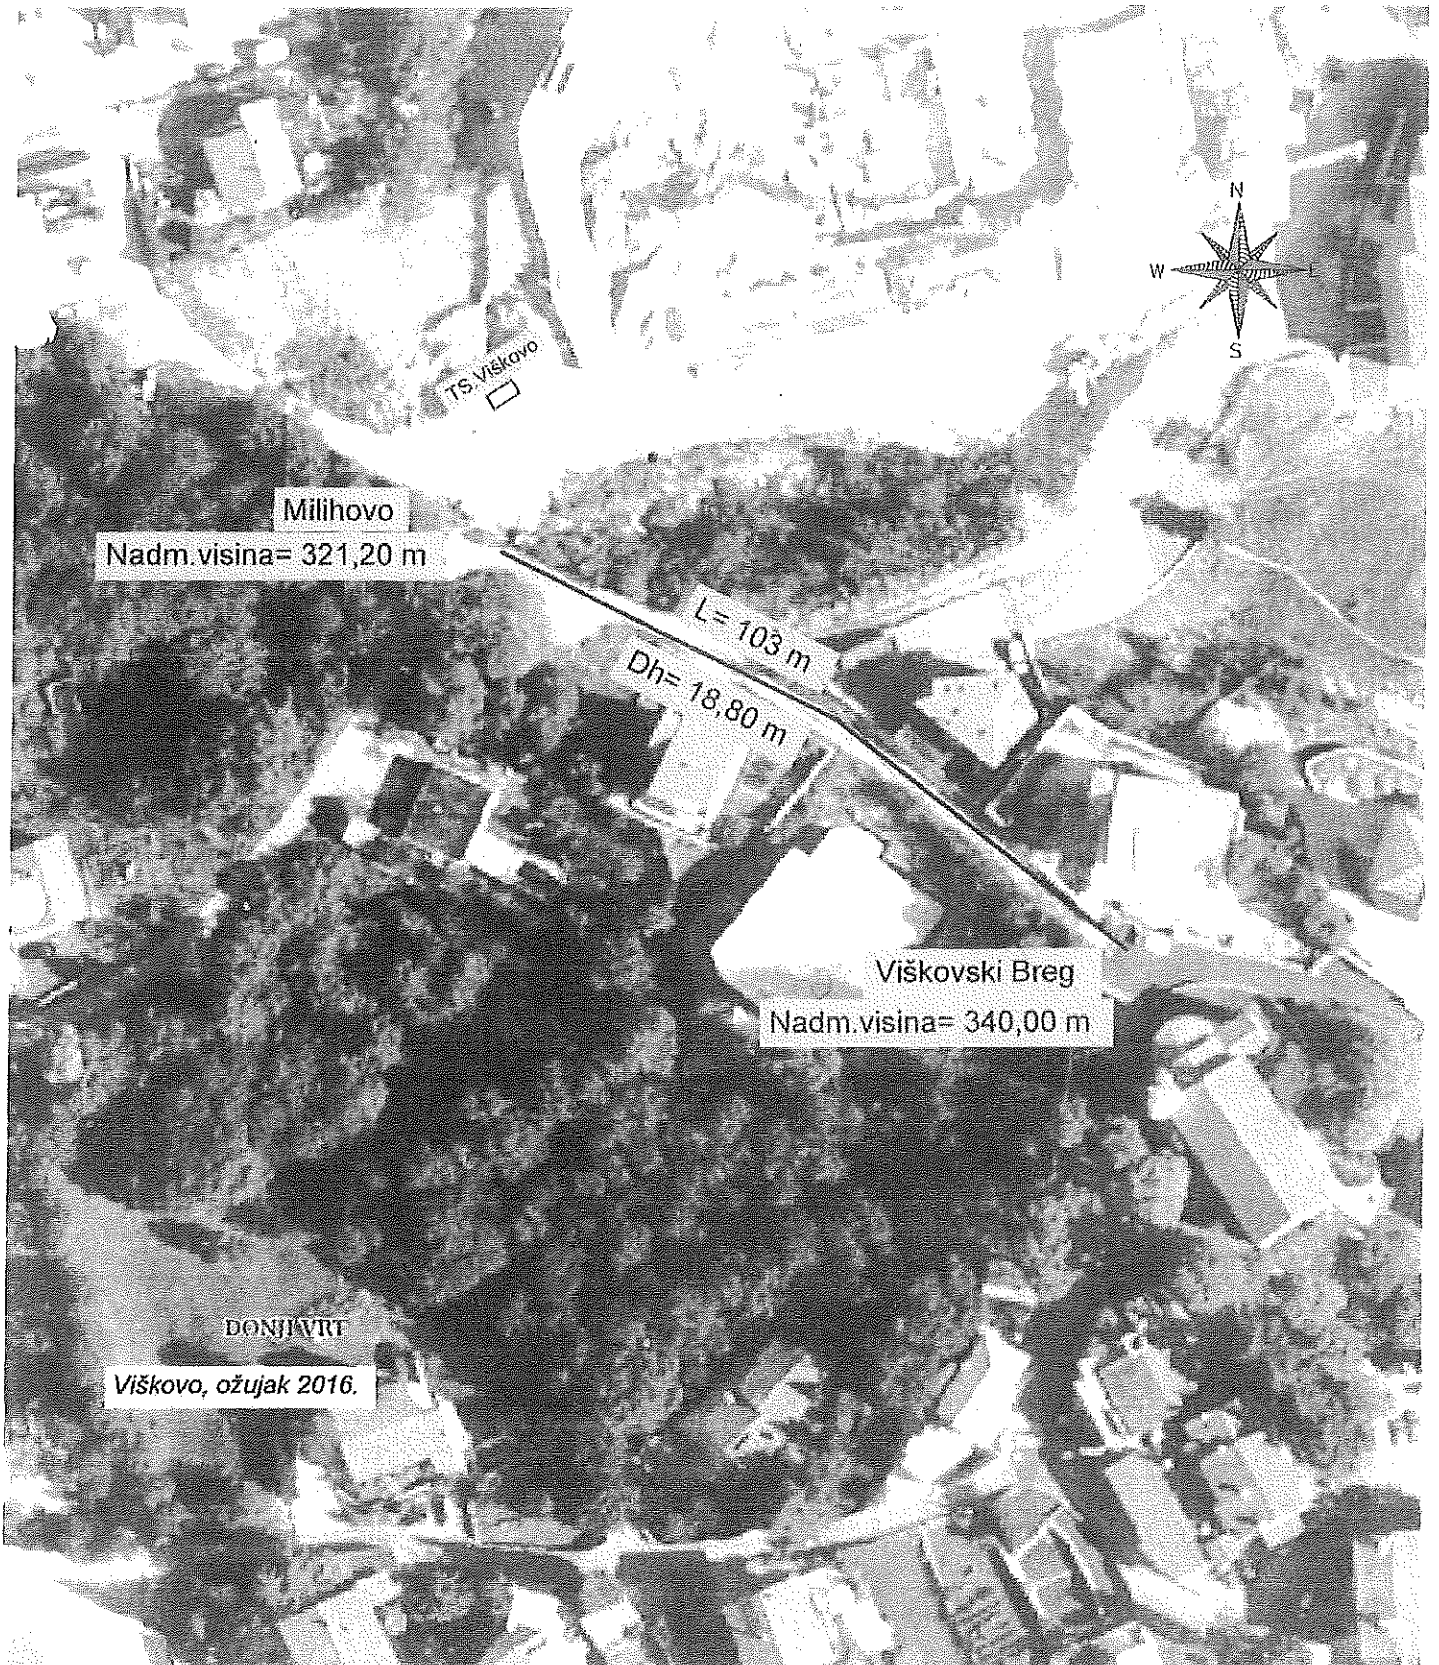 N
W E
S
TS.Viškovo
Milihovo
Nadm.visina= 321,20 m
L= 103 m
Dh= 18,80 m
Viškovski Breg
Nadm.visina= 340,00 m
DONJI VRT
Viškovo, ožujak 2016.